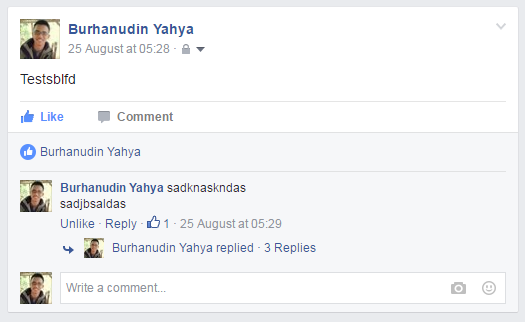 Burhanudin Yahya
25 August at 05:28 ·
Testsblfd
Like Comment
Burhanudin Yahya
Burhanudin Yahya sadknaskndas
sadjbsaldas
Unlike · Reply · 1 · 25 August at 05:29
Burhanudin Yahya replied · 3 Replies
Write a comment...